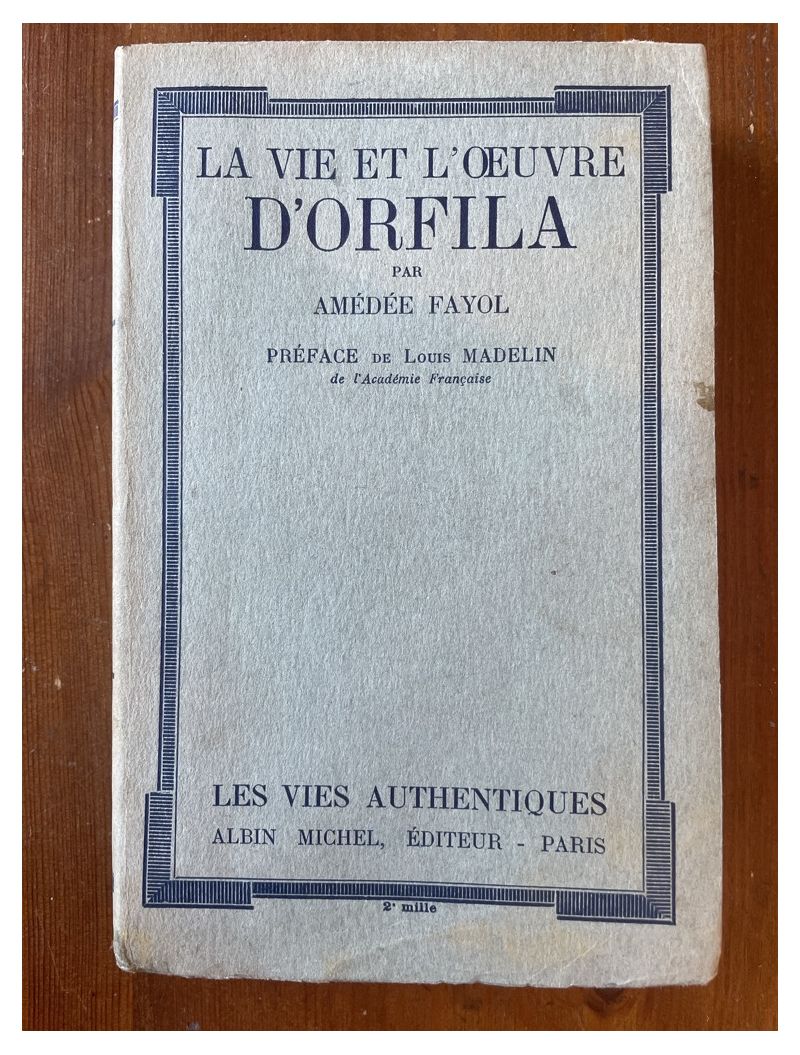 LA VIE ET L'ŒUVRE
D'ORFILA
PAR
AMÉDÉE FAYOL
PRÉFACE DE LOUIS MADELIN
de l'Académie Française
LES VIES AUTHENTIQUES
ALBIN MICHEL, ÉDITEUR - PARIS
2e mille